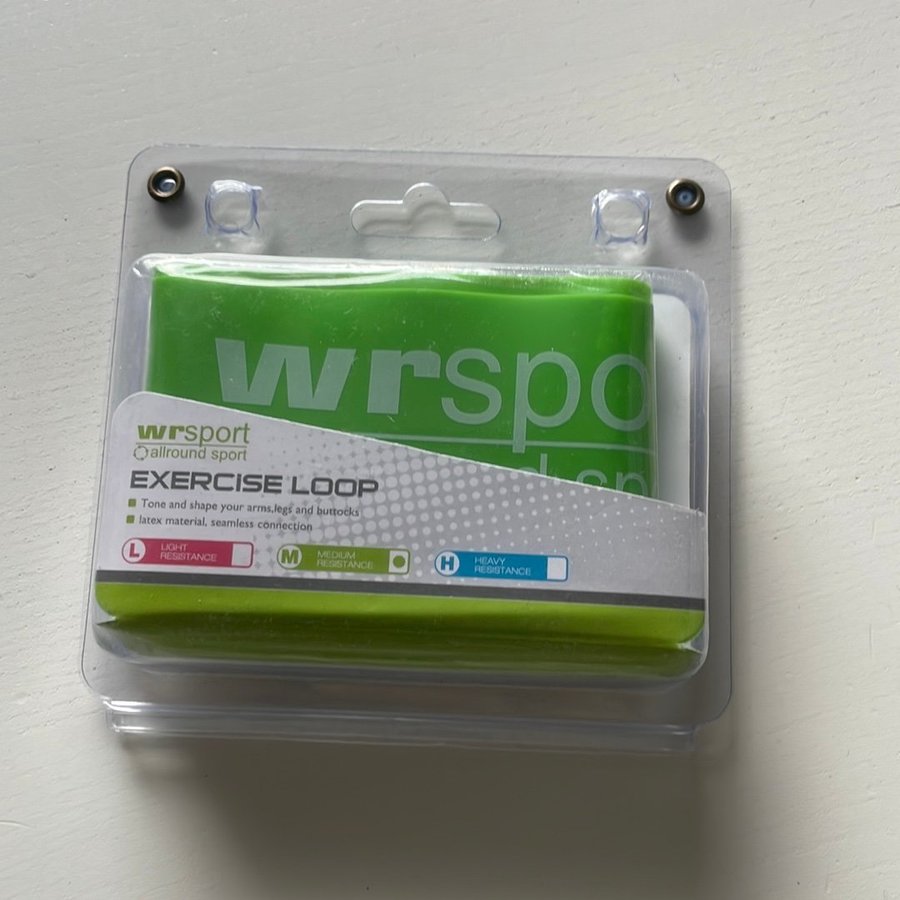 wrspo
d sp
wrsport
allround sport
EXERCISE LOOP
Tone and shape your arms,legs and buttocks
latex material, seamless connection
L LIGHT RESISTANCE
M MEDIUM RESISTANCE
H HEAVY RESISTANCE